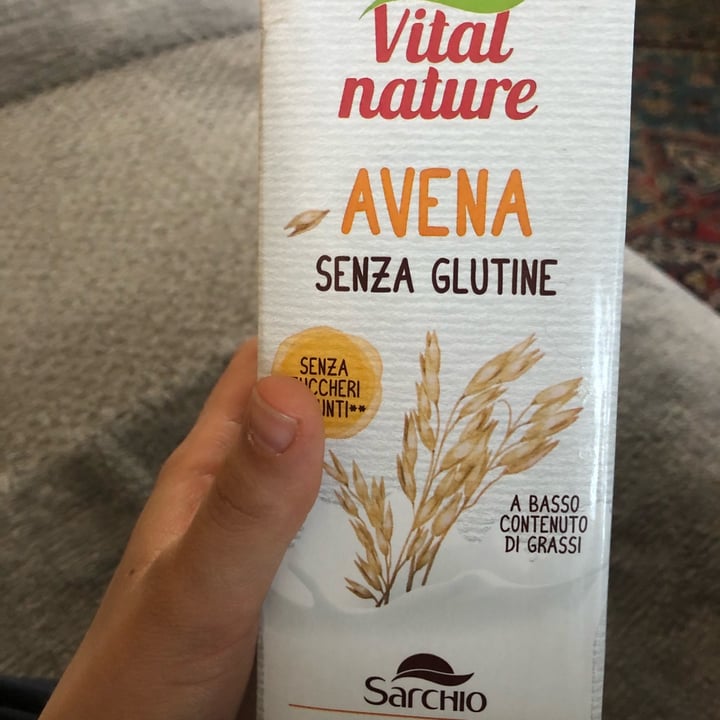 Vital
nature
AVENA
SENZA GLUTINE
SENZA
A BASSO
CONTENUTO
DI GRASSI
SARCHIO